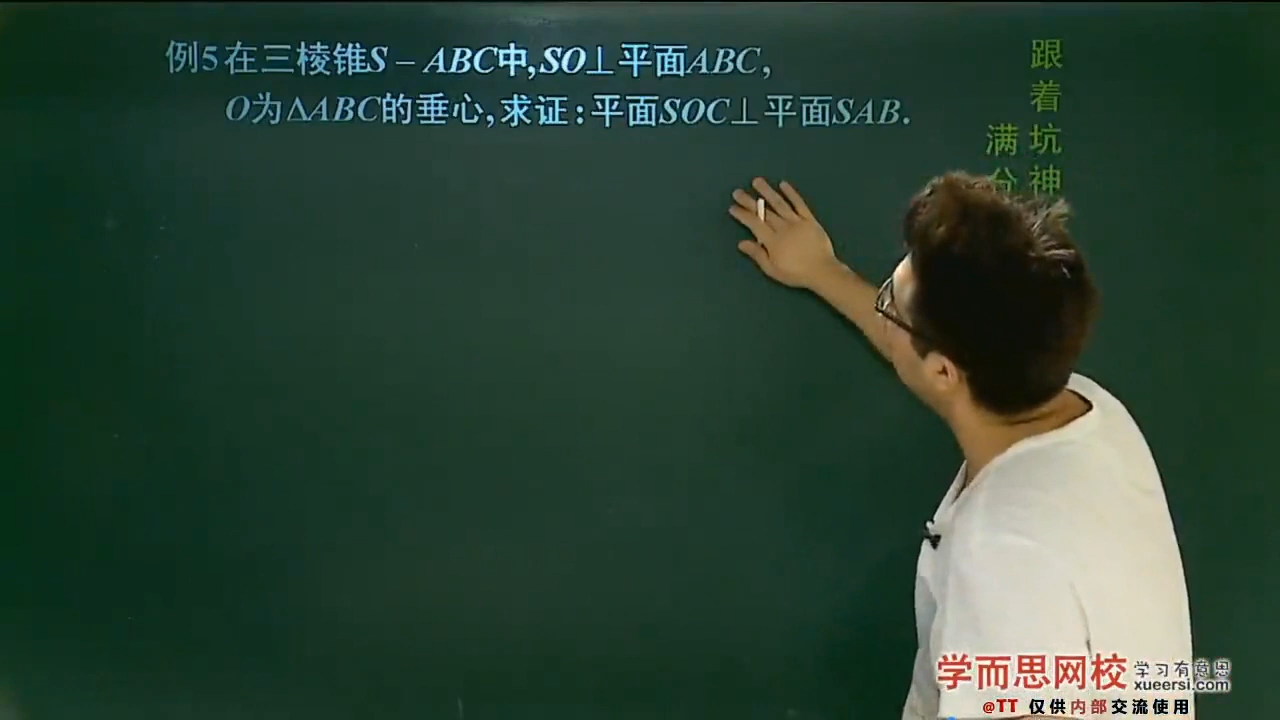 例5在三棱锥S – ABC中,SO⊥平面ABC,
O为△ABC的垂心,求证:平面SOC⊥平面SAB.
跟着坑神
满分
学而思网校
学习有意思
xueersi.com
@TT 仅供内部交流使用